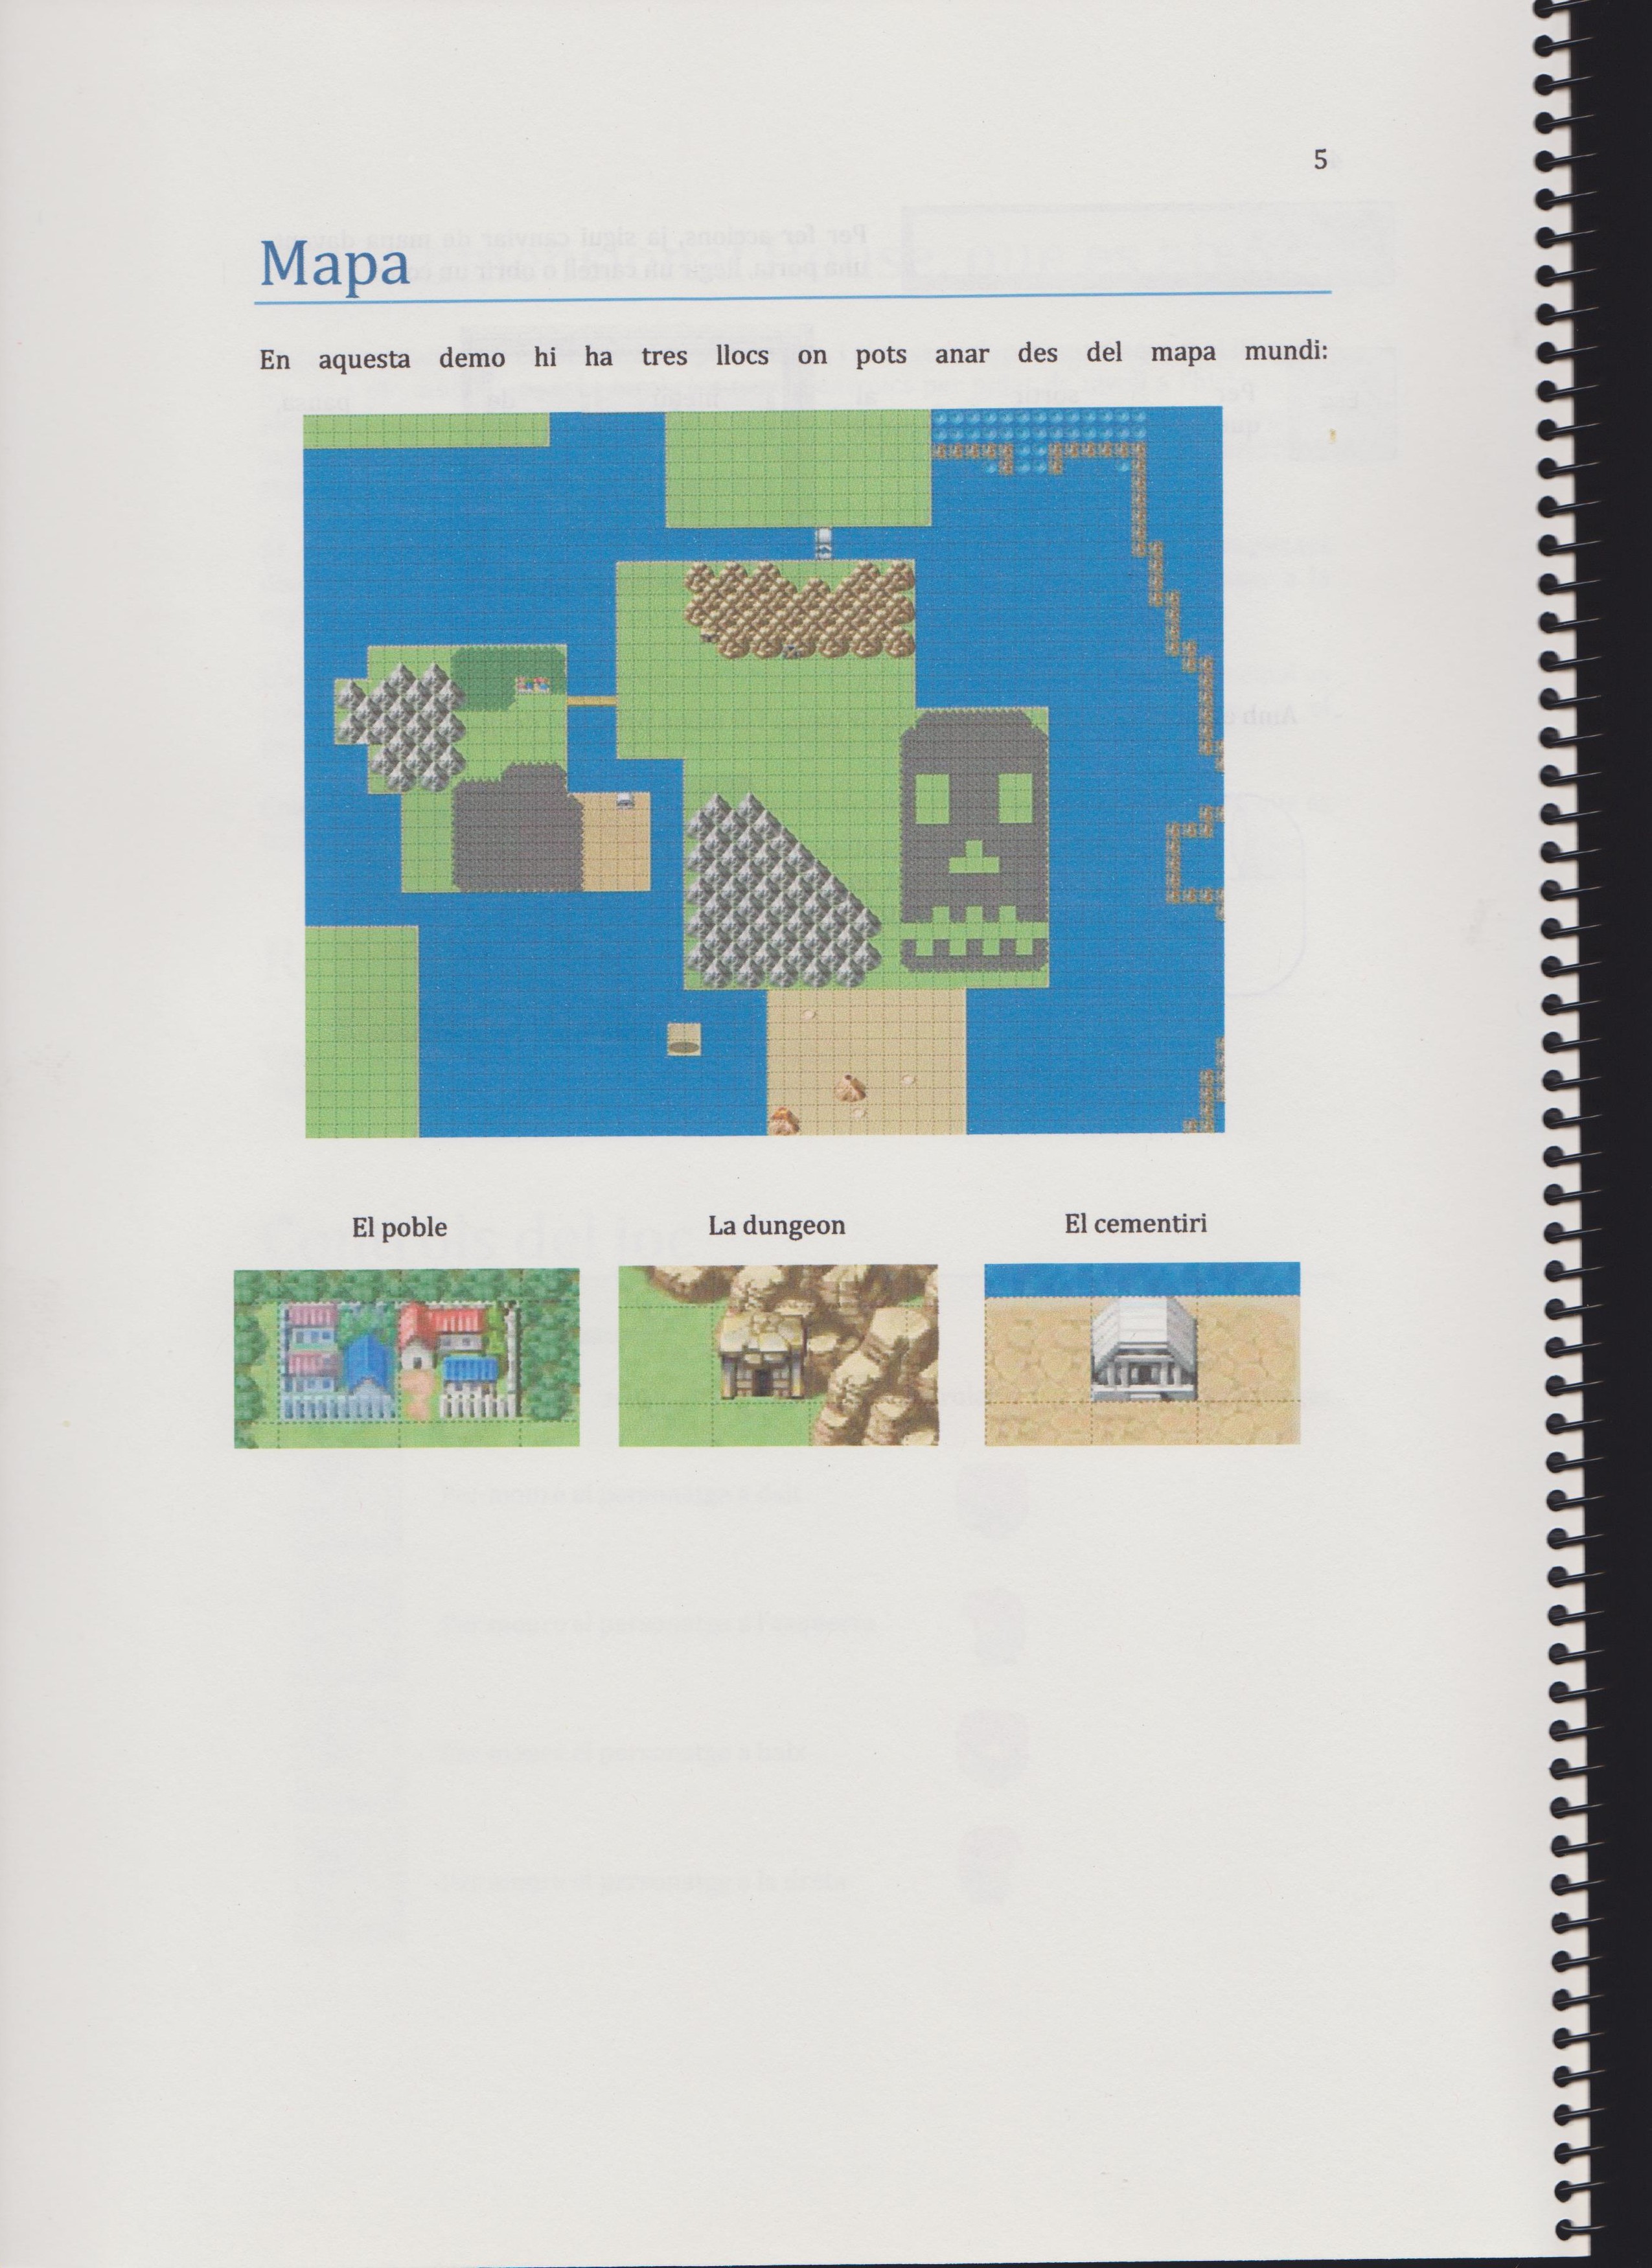 5
Mapa
En aquesta demo hi ha tres llocs on pots anar des del mapa mundi:
El poble
La dungeon
El cementiri